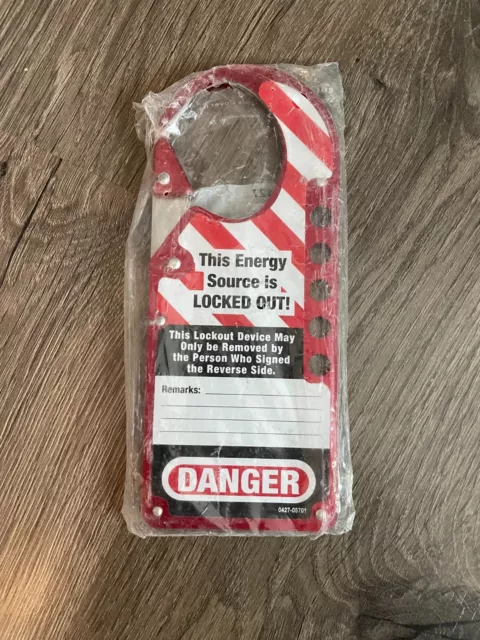 This Energy
Source is
LOCKED OUT!
This Lockout Device May
Only be Removed by
the Person Who Signed
the Reverse Side.
Remarks:
DANGER
0427-05701